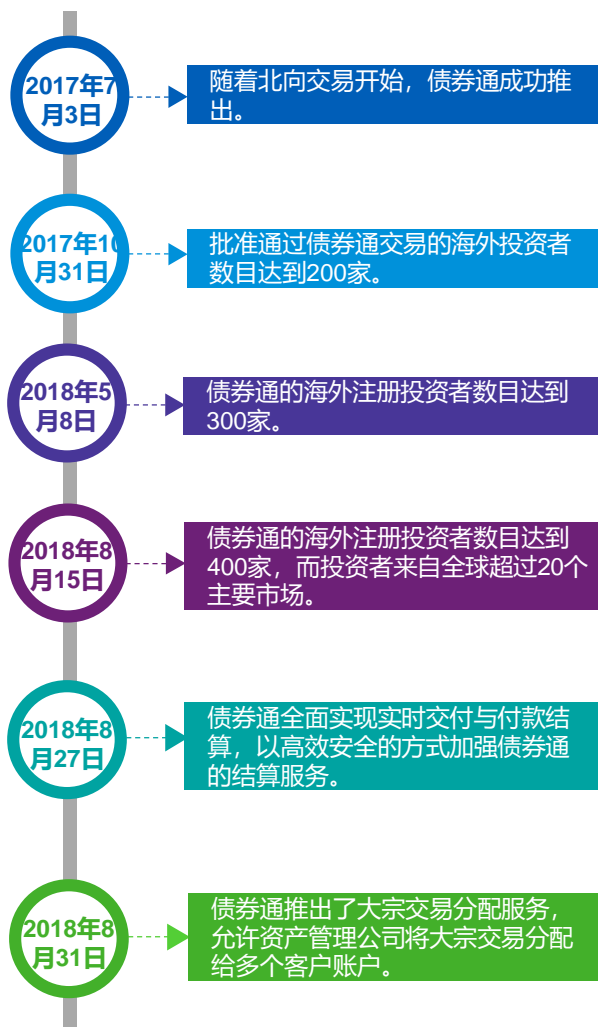 2017年7
月3日
随着北向交易开始，债券通成功推
出。
2017年10
月31日
批准通过债券通交易的海外投资者
数目达到200家。
2018年5
月8日
债券通的海外注册投资者数目达到
300家。
2018年8
月15日
债券通的海外注册投资者数目达到
400家，而投资者来自全球超过20个
主要市场。
2018年8
月27日
债券通全面实现实时交付与付款结
算，以高效安全的方式加强债券通
的结算服务。
2018年8
月31日
债券通推出了大宗交易分配服务，
允许资产管理公司将大宗交易分配
给多个客户账户。